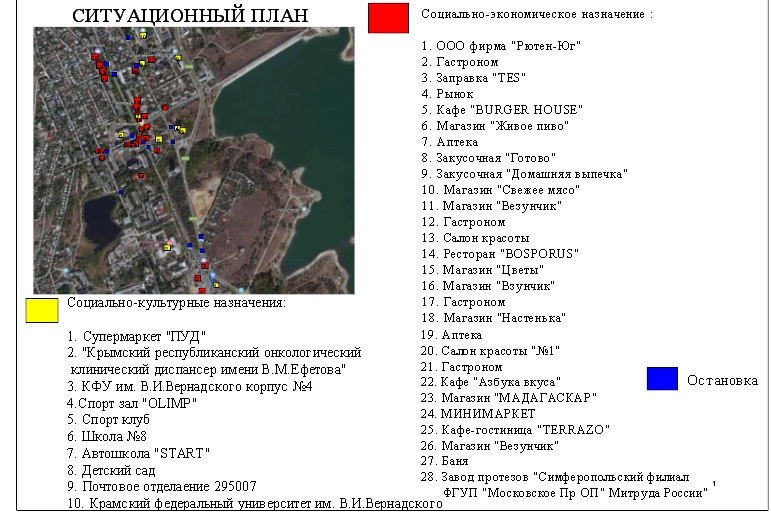 СИТУАЦИОННЫЙ ПЛАН
Социально-экономическое назначение :
1. ООО фирма "Рютен-Юг"
2. Гастроном
3. Заправка "TES"
4. Рынок
5. Кафе "BURGER HOUSE"
6. Магазин "Живое пиво"
7. Аптека
8. Закусочная "Готово"
9. Закусочная "Домашняя выпечка"
10. Магазин "Свежее мясо"
11. Магазин "Везунчик"
12. Гастроном
13. Салон красоты
14. Ресторан "BOSPORUS"
15. Магазин "Цветы"
16. Магазин "Взунчик"
17. Гастроном
18. Магазин "Настенька"
19. Аптека
20. Салон красоты "№1"
21. Гастроном
22. Кафе "Азбука вкуса"
23. Магазин "МАДАГАСКАР"
24. МИНИМАРКЕТ
25. Кафе-гостиница "TERRAZO"
26. Магазин "Везунчик"
27. Баня
28. Завод протезов "Симферопольский филиал
ФГУП "Московское Пр ОП" Митруда России" 1
Остановка
Социально-культурные назначения:
1. Супермаркет "ПУД"
2. "Крымский республиканский онкологический
клинический диспансер имени В.М.Ефетова"
3. КФУ им. В.И.Вернадского корпус №4
4.Спорт зал "OLIMP"
5. Спорт клуб
6. Школа №8
7. Автошкола "START"
8. Детский сад
9. Почтовое отделаение 295007
10. Крамский федеральный университет им. В.И.Вернадского